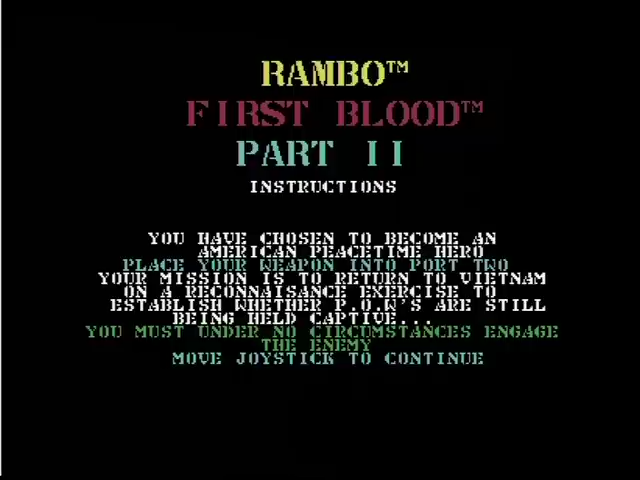 RAMBO™
FIRST BLOOD™
PART II
INSTRUCTIONS
YOU HAVE CHOSEN TO BECOME AN
AMERICAN PEACETIME HERO
PLACE YOUR WEAPON INTO PORT TWO
YOUR MISSION IS TO RETURN TO VIETNAM
ON A RECONNAISANCE EXERCISE TO
ESTABLISH WHETHER P.O.W'S ARE STILL
BEING HELD CAPTIVE...
YOU MUST UNDER NO CIRCUMSTANCES ENGAGE
THE ENEMY
MOVE JOYSTICK TO CONTINUE